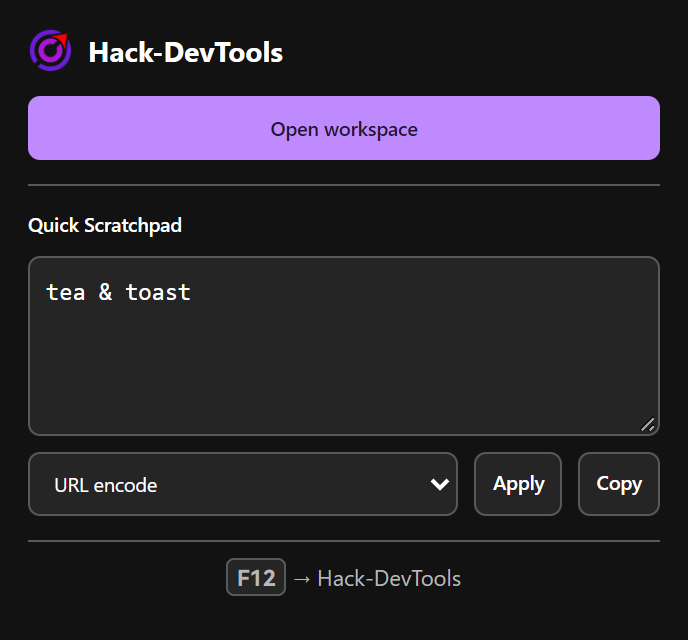 Hack-DevTools
Open workspace
Quick Scratchpad
tea & toast
URL encode
Apply
Copy
F12 → Hack-DevTools